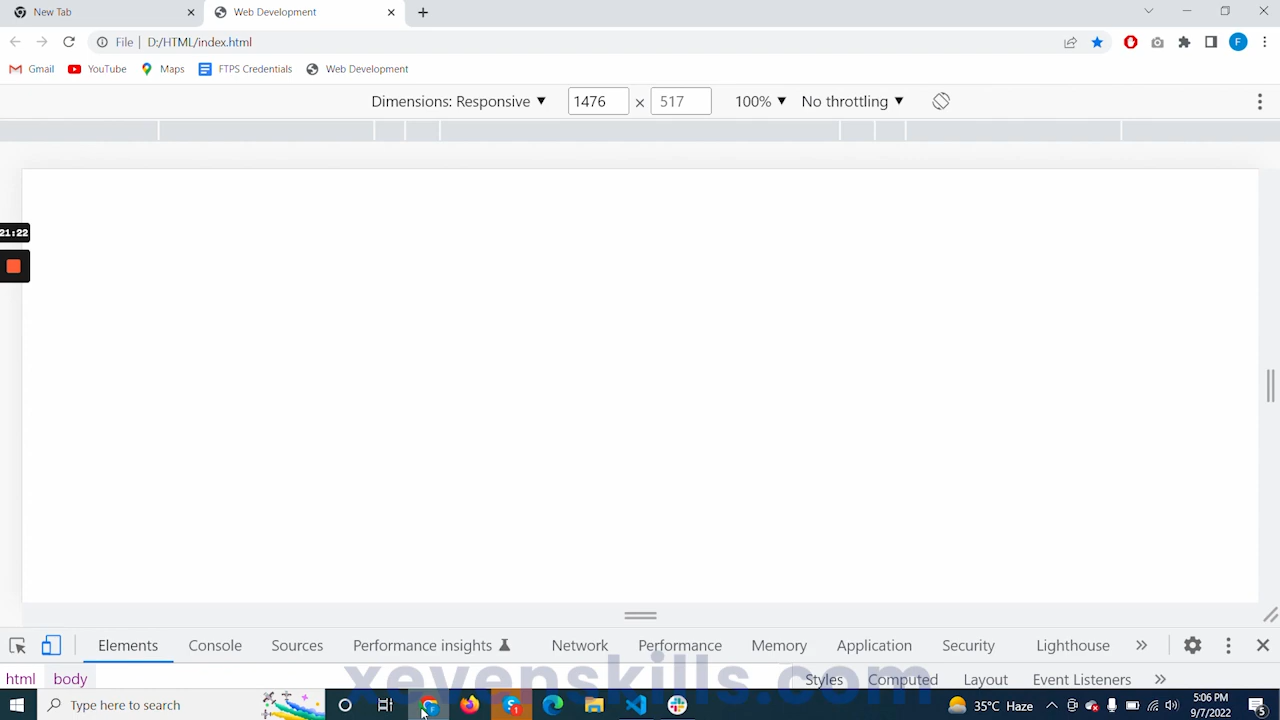 New Tab
Web Development
File
D:/HTML/index.html
F
Gmail
YouTube
Maps
FTPS Credentials
Web Development
Dimensions: Responsive
1476 × 517
100%
No throttling
21:22
Elements
Console
Sources
Performance insights
Network
Performance
Memory
Application
Security
Lighthouse
html
body
Styles
Computed
Layout
Event Listeners
xevenskills.com
Type here to search
35°C Haze
5:06 PM
9/7/2022